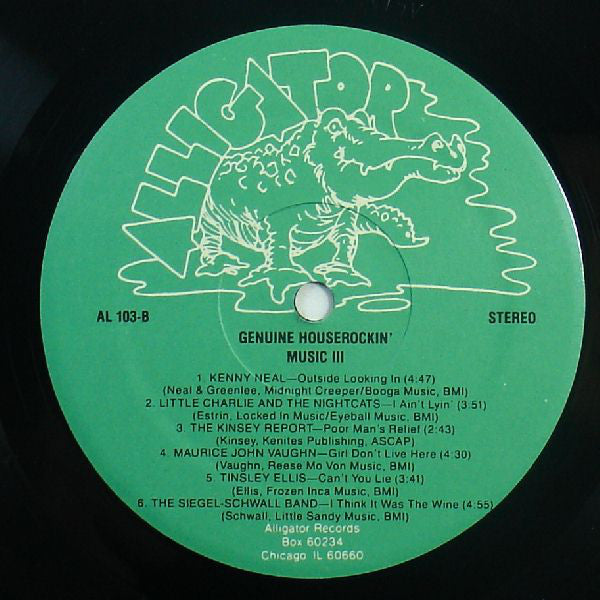 ALLIGATOR
AL 103-B
STEREO
GENUINE HOUSEROCKIN'
MUSIC III
1. KENNY NEAL—Outside Looking In (4:47)
(Neal & Greenlee, Midnight Creeper/Booga Music, BMI)
2. LITTLE CHARLIE AND THE NIGHTCATS—I Ain't Lyin' (3:51)
(Estrin, Locked In Music/Eyeball Music, BMI)
3. THE KINSEY REPORT—Poor Man's Relief (2:43)
(Kinsey, Kenites Publishing, ASCAP)
4. MAURICE JOHN VAUGHN—Girl Don't Live Here (4:30)
(Vaughn, Reese Mo Von Music, BMI)
5. TINSLEY ELLIS—Can't You Lie (3:41)
(Ellis, Frozen Inca Music, BMI)
6. THE SIEGEL-SCHWALL BAND—I Think It Was The Wine (4:55)
(Schwall, Little Sandy Music, BMI)
Alligator Records
Box 60234
Chicago IL 60660